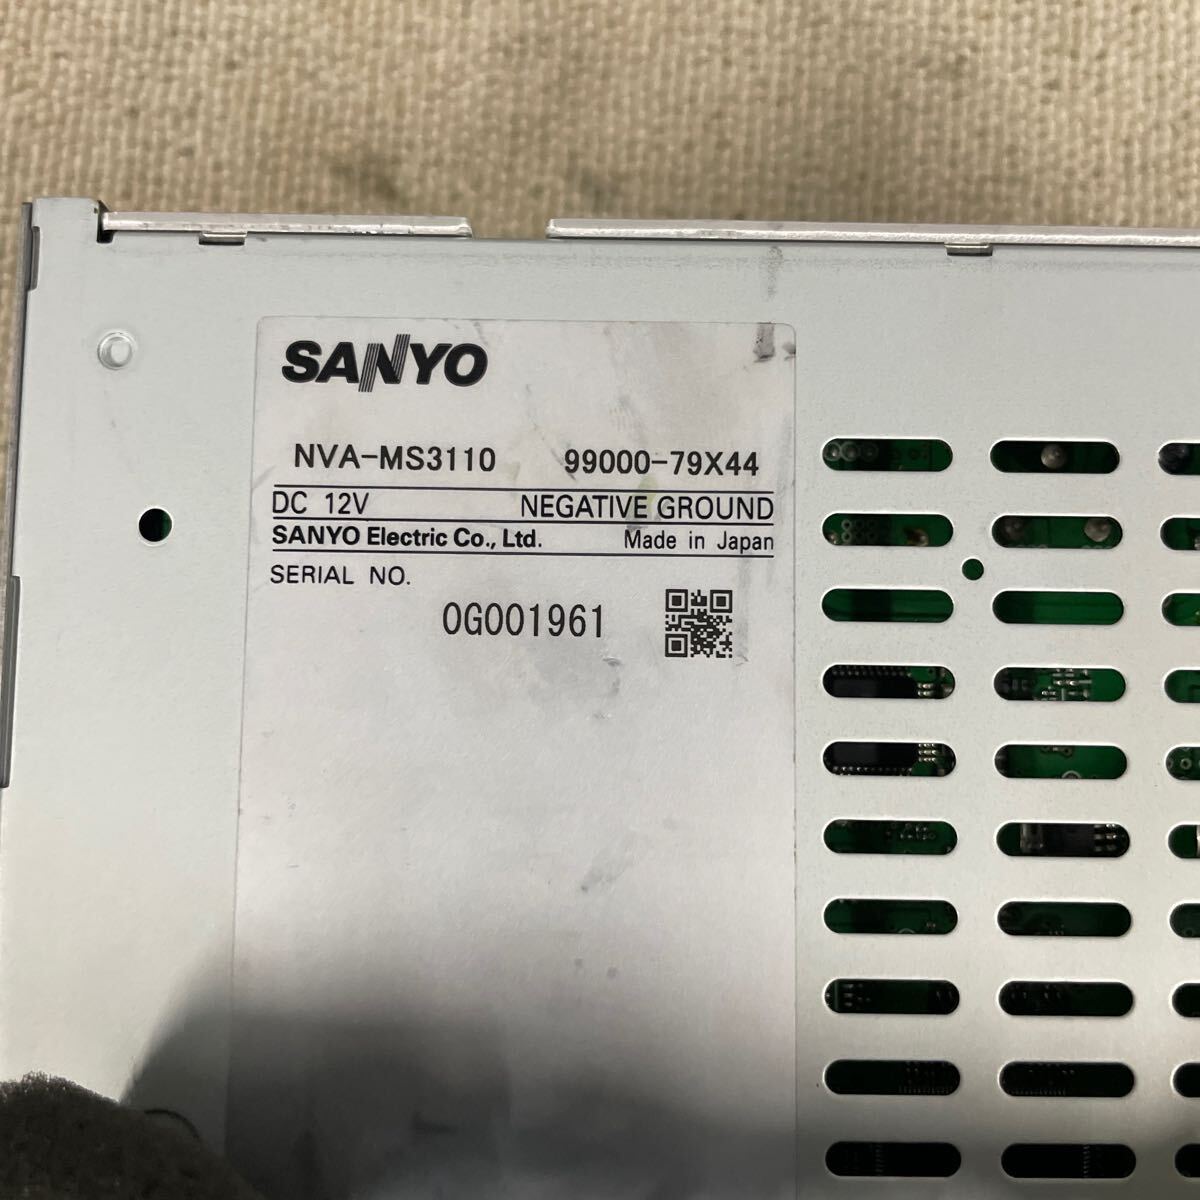 SANYO
NVA-MS3110 99000-79X44
DC 12V NEGATIVE GROUND
SANYO Electric Co., Ltd. Made in Japan
SERIAL NO.
0G001961